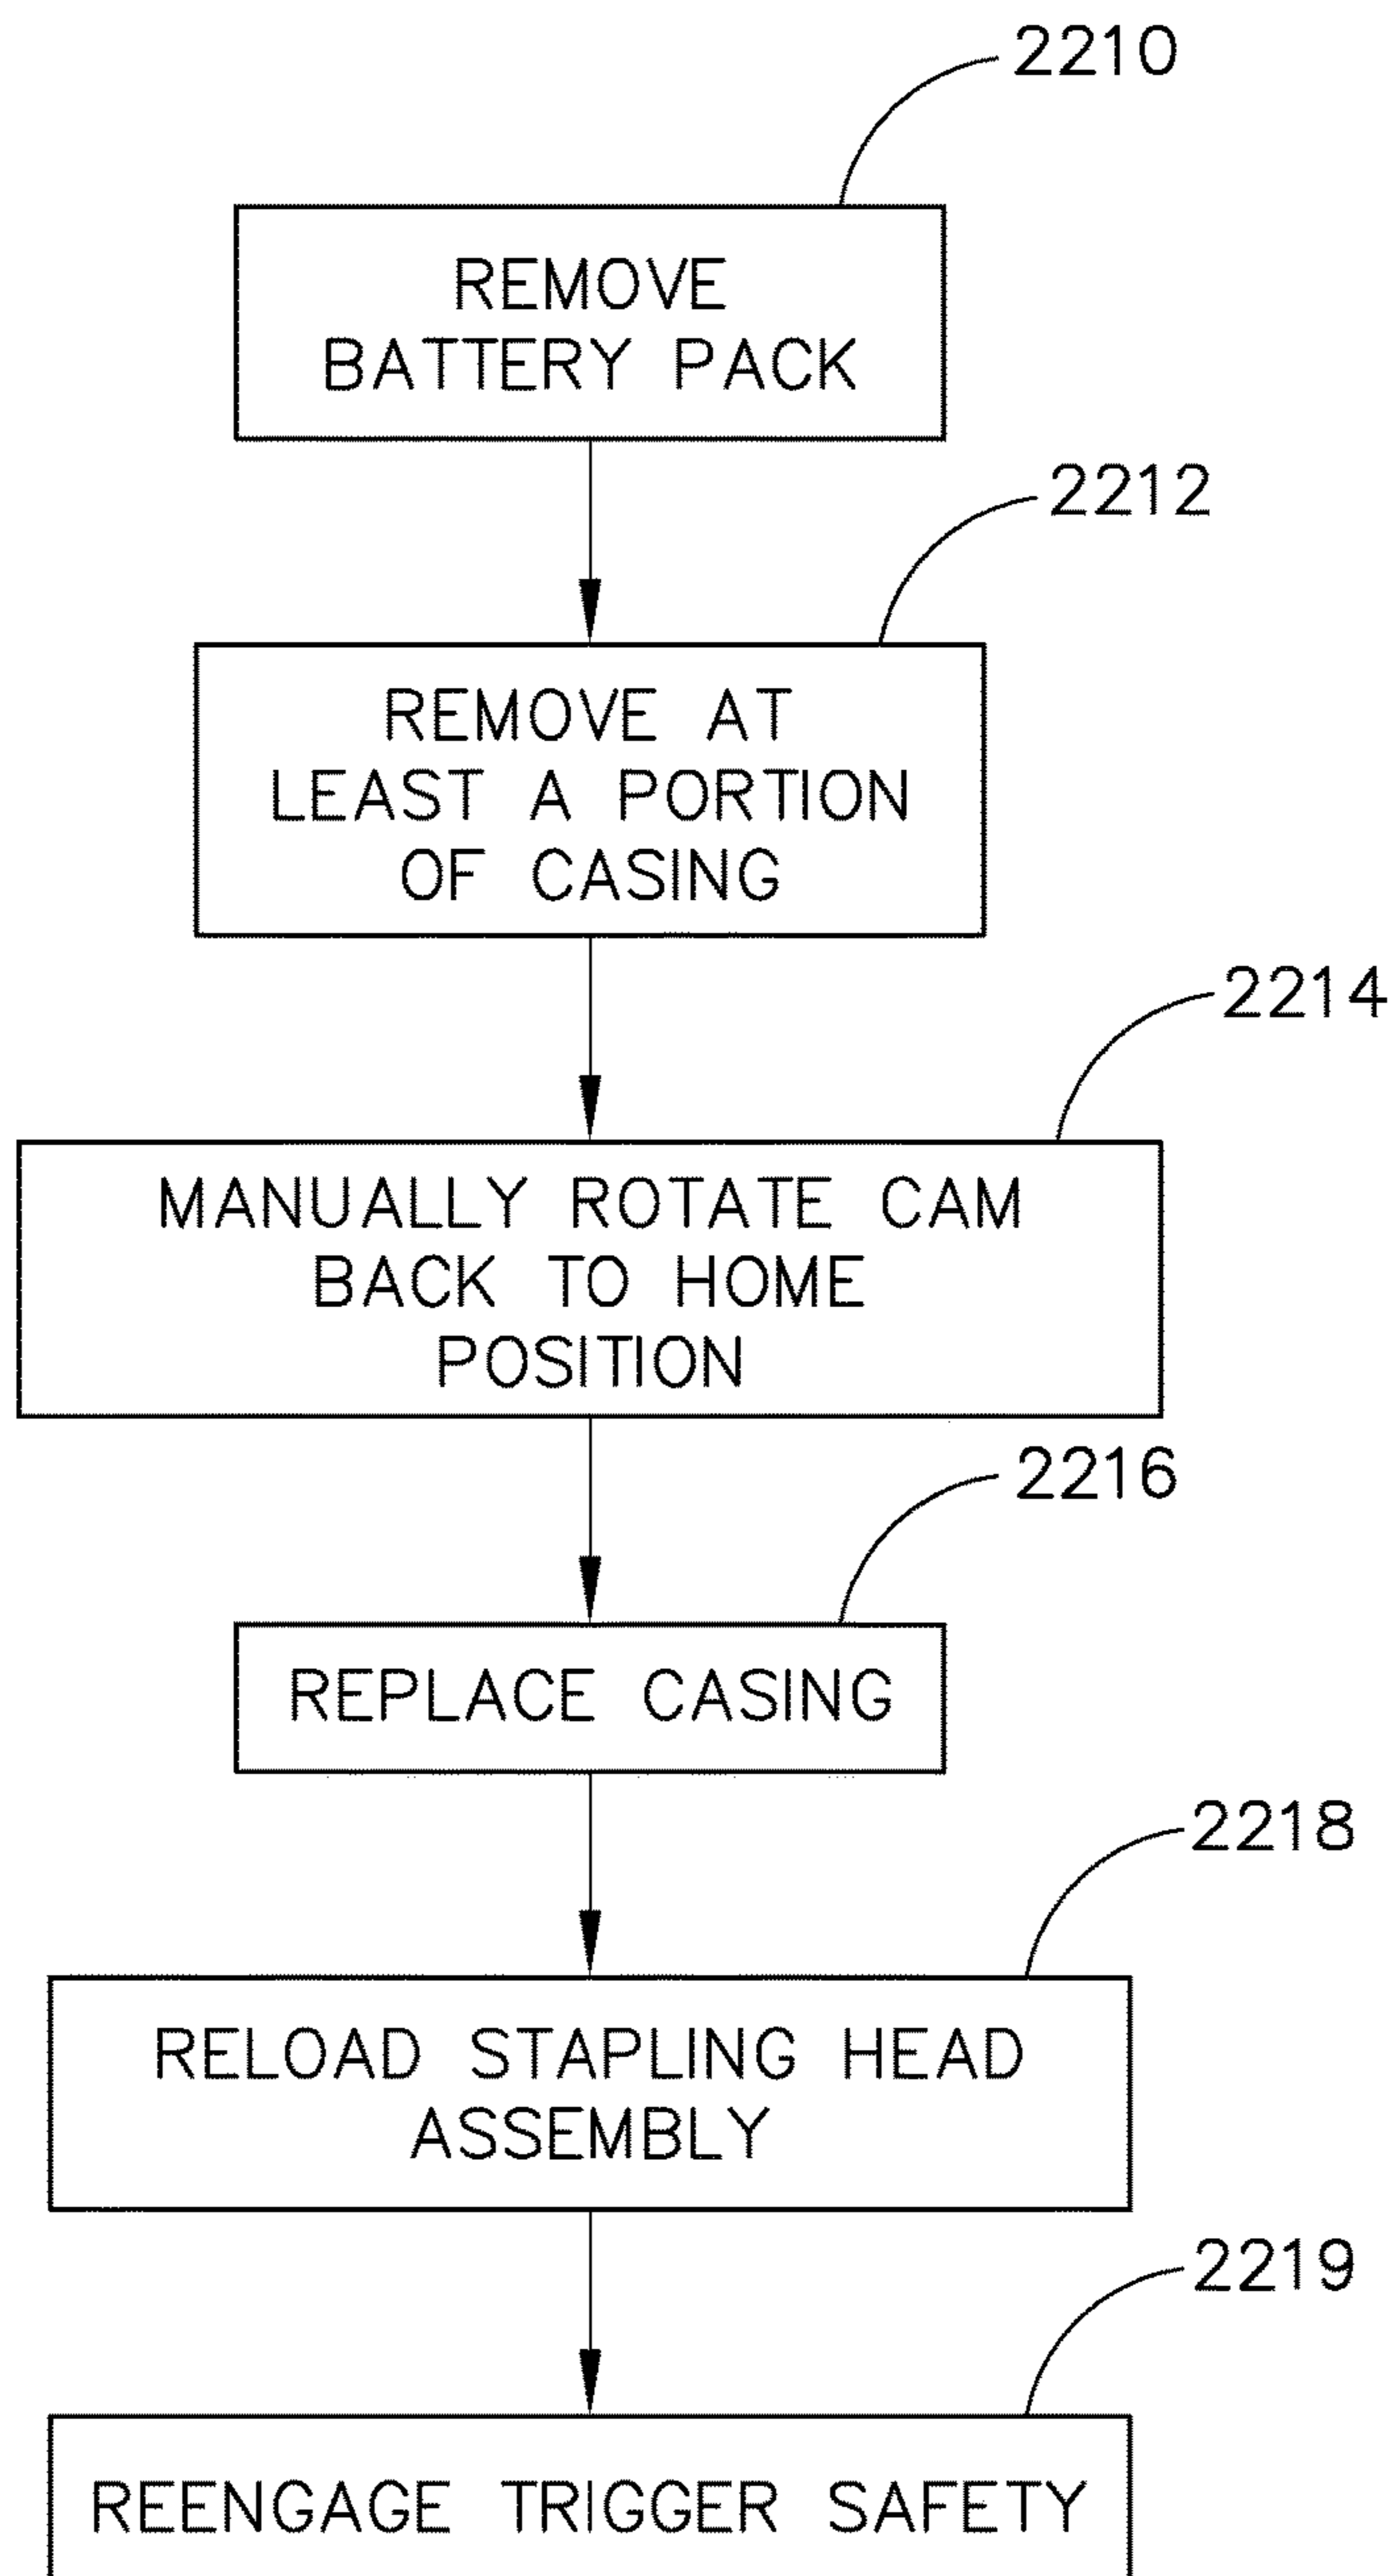 2210
REMOVE
BATTERY PACK
2212
REMOVE AT
LEAST A PORTION
OF CASING
2214
MANUALLY ROTATE CAM
BACK TO HOME
POSITION
2216
REPLACE CASING
2218
RELOAD STAPLING HEAD
ASSEMBLY
2219
REENGAGE TRIGGER SAFETY